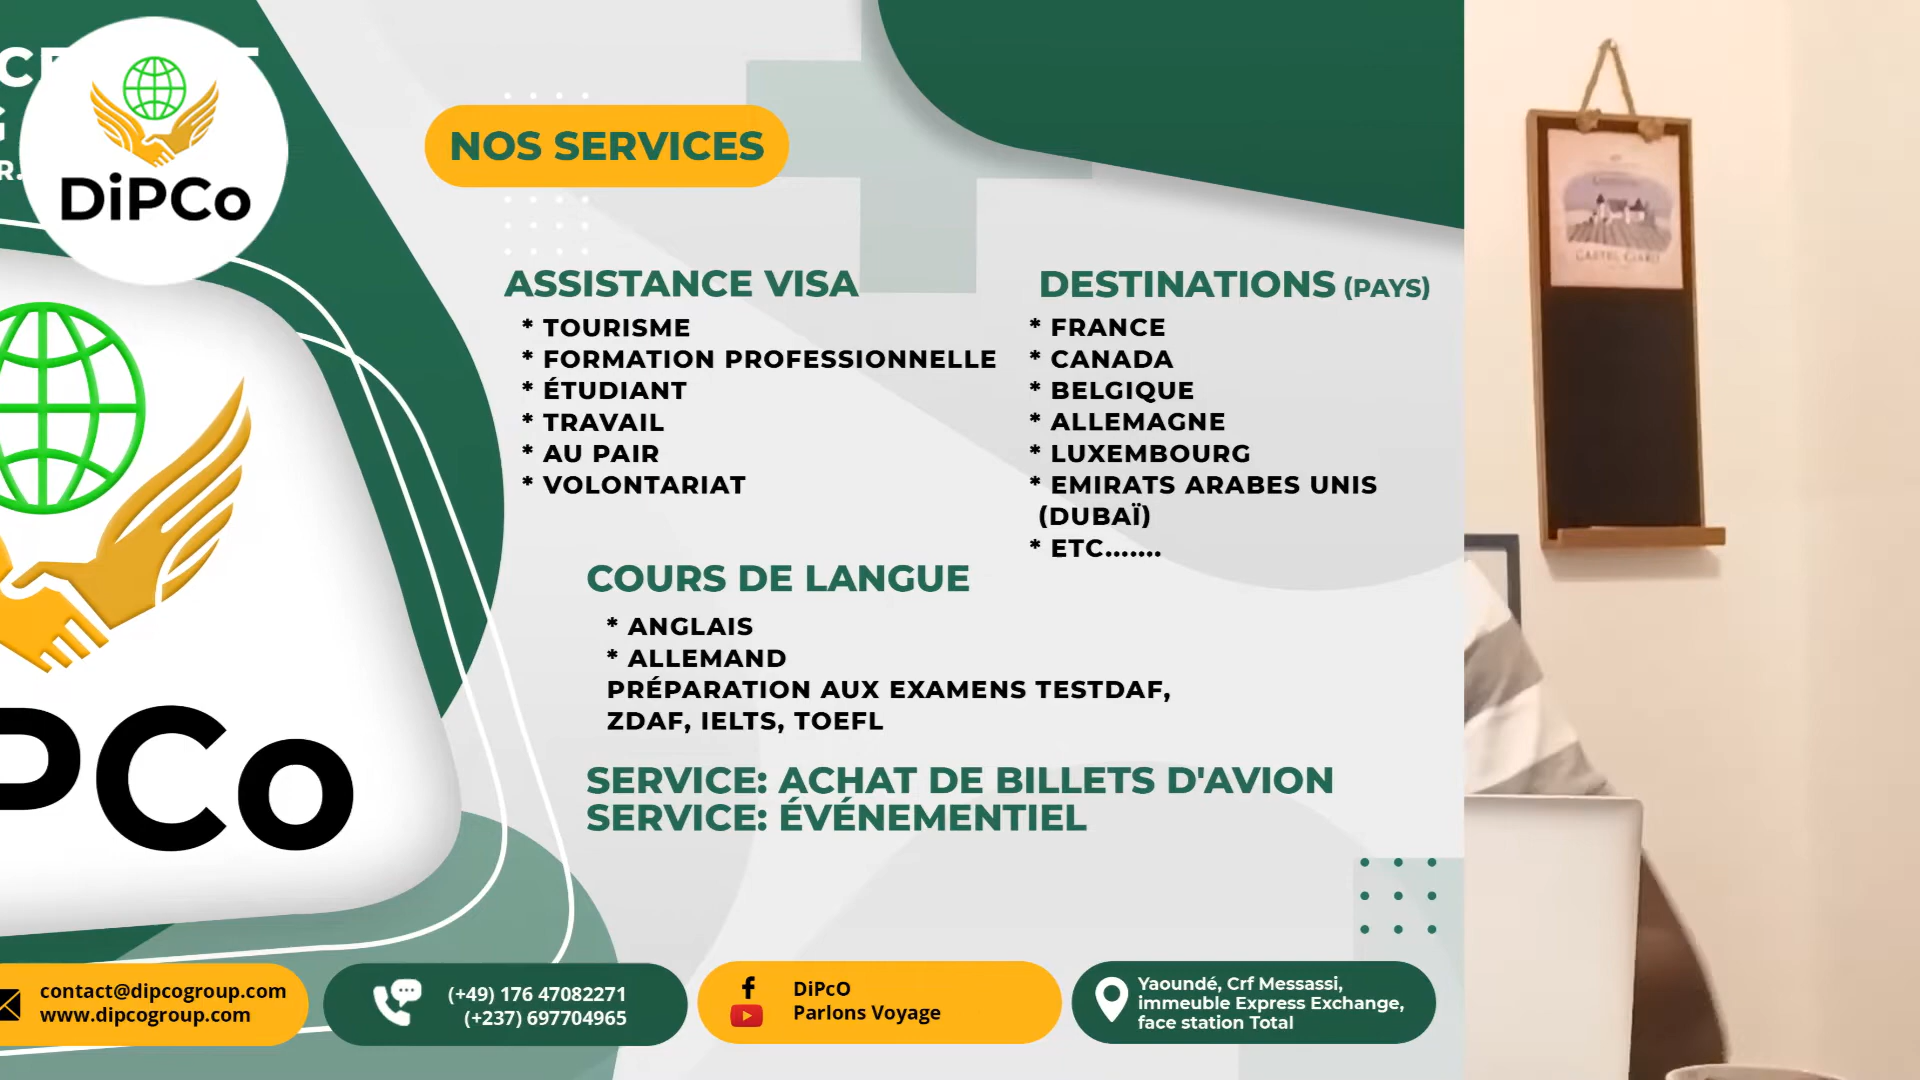 DiPCo
NOS SERVICES
ASSISTANCE VISA
* TOURISME
* FORMATION PROFESSIONNELLE
* ÉTUDIANT
* TRAVAIL
* AU PAIR
* VOLONTARIAT
DESTINATIONS (PAYS)
* FRANCE
* CANADA
* BELGIQUE
* ALLEMAGNE
* LUXEMBOURG
* EMIRATS ARABES UNIS
(DUBAÏ)
* ETC.......
COURS DE LANGUE
* ANGLAIS
* ALLEMAND
PRÉPARATION AUX EXAMENS TESTDAF,
ZDAF, IELTS, TOEFL
SERVICE: ACHAT DE BILLETS D'AVION
SERVICE: ÉVÉNEMENTIEL
PCo
contact@dipcogroup.com
www.dipcogroup.com
(+49) 176 47082271
(+237) 697704965
DiPcO
Parlons Voyage
Yaoundé, Crf Messassi,
immeuble Express Exchange,
face station Total